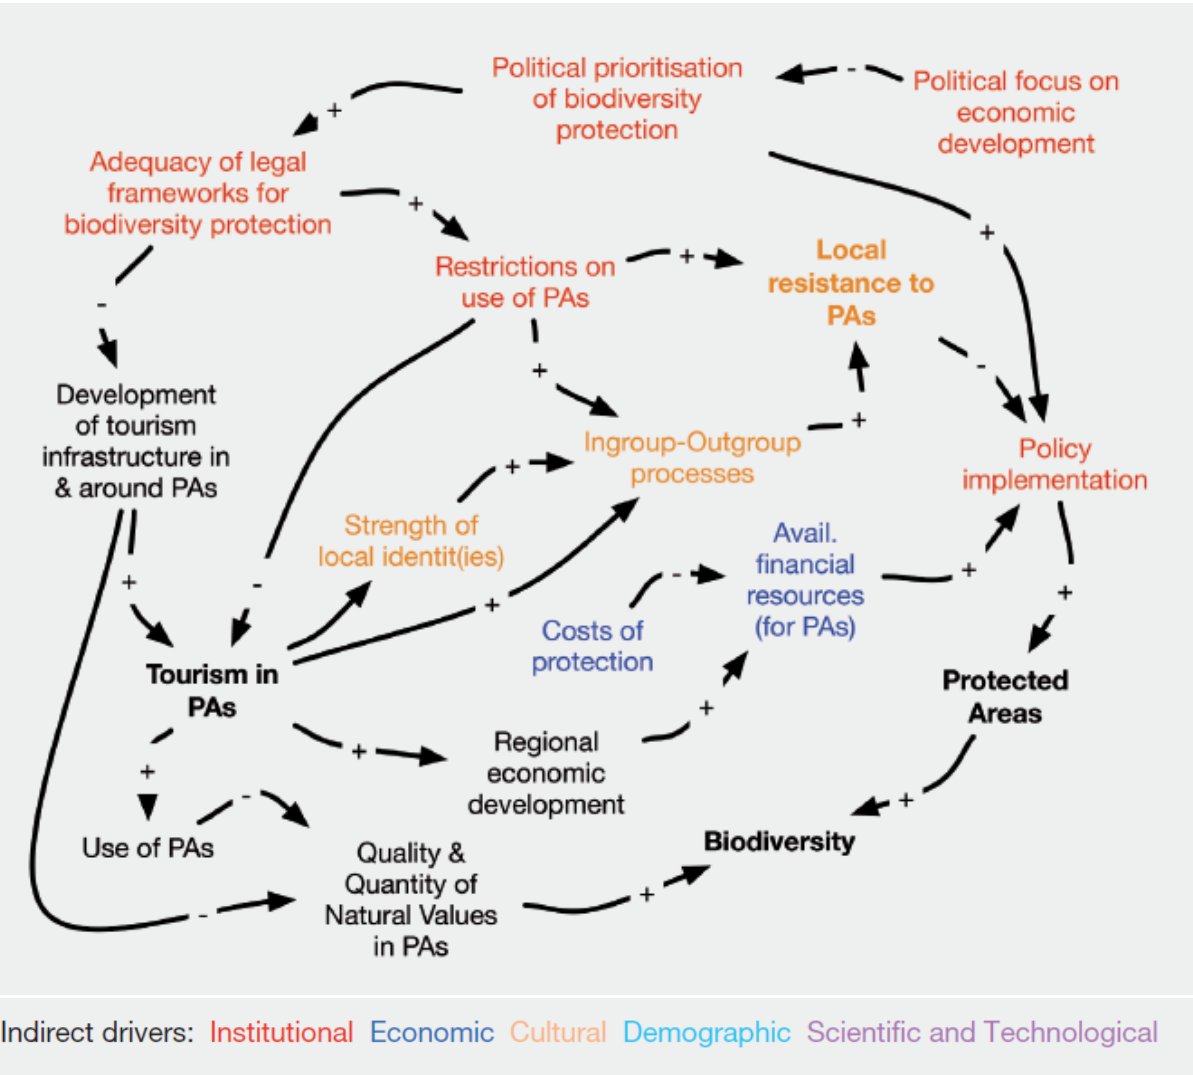 Political prioritisation
of biodiversity
protection
-
Political focus on
economic
development
+
Adequacy of legal
frameworks for
biodiversity protection
+
+
Restrictions on
use of PAs
+
Local
resistance to
PAs
-
+
-
Development
of tourism
infrastructure in
& around PAs
Ingroup-Outgroup
processes
+
Policy
implementation
+
Strength of
local identit(ies)
Avail.
financial
resources
(for PAs)
+
+
-
+
-
+
Costs of
protection
Tourism in
PAs
Protected
Areas
+
+
Regional
economic
development
+
-
+
Use of PAs
Biodiversity
Quality &
Quantity of
Natural Values
in PAs
+
-
Indirect drivers: Institutional Economic Cultural Demographic Scientific and Technological